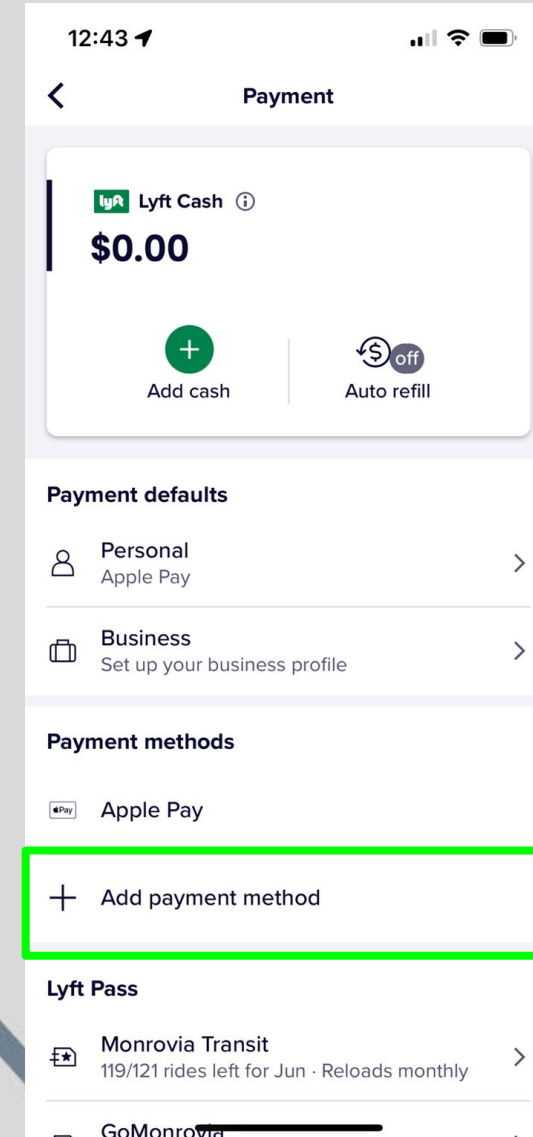 12:43
Payment
lyft Lyft Cash
$0.00
off
Add cash
Auto refill
Payment defaults
Personal
Apple Pay
Business
Set up your business profile
Payment methods
Pay Apple Pay
Add payment method
Lyft Pass
Monrovia Transit
119/121 rides left for Jun · Reloads monthly
GoMonrovia